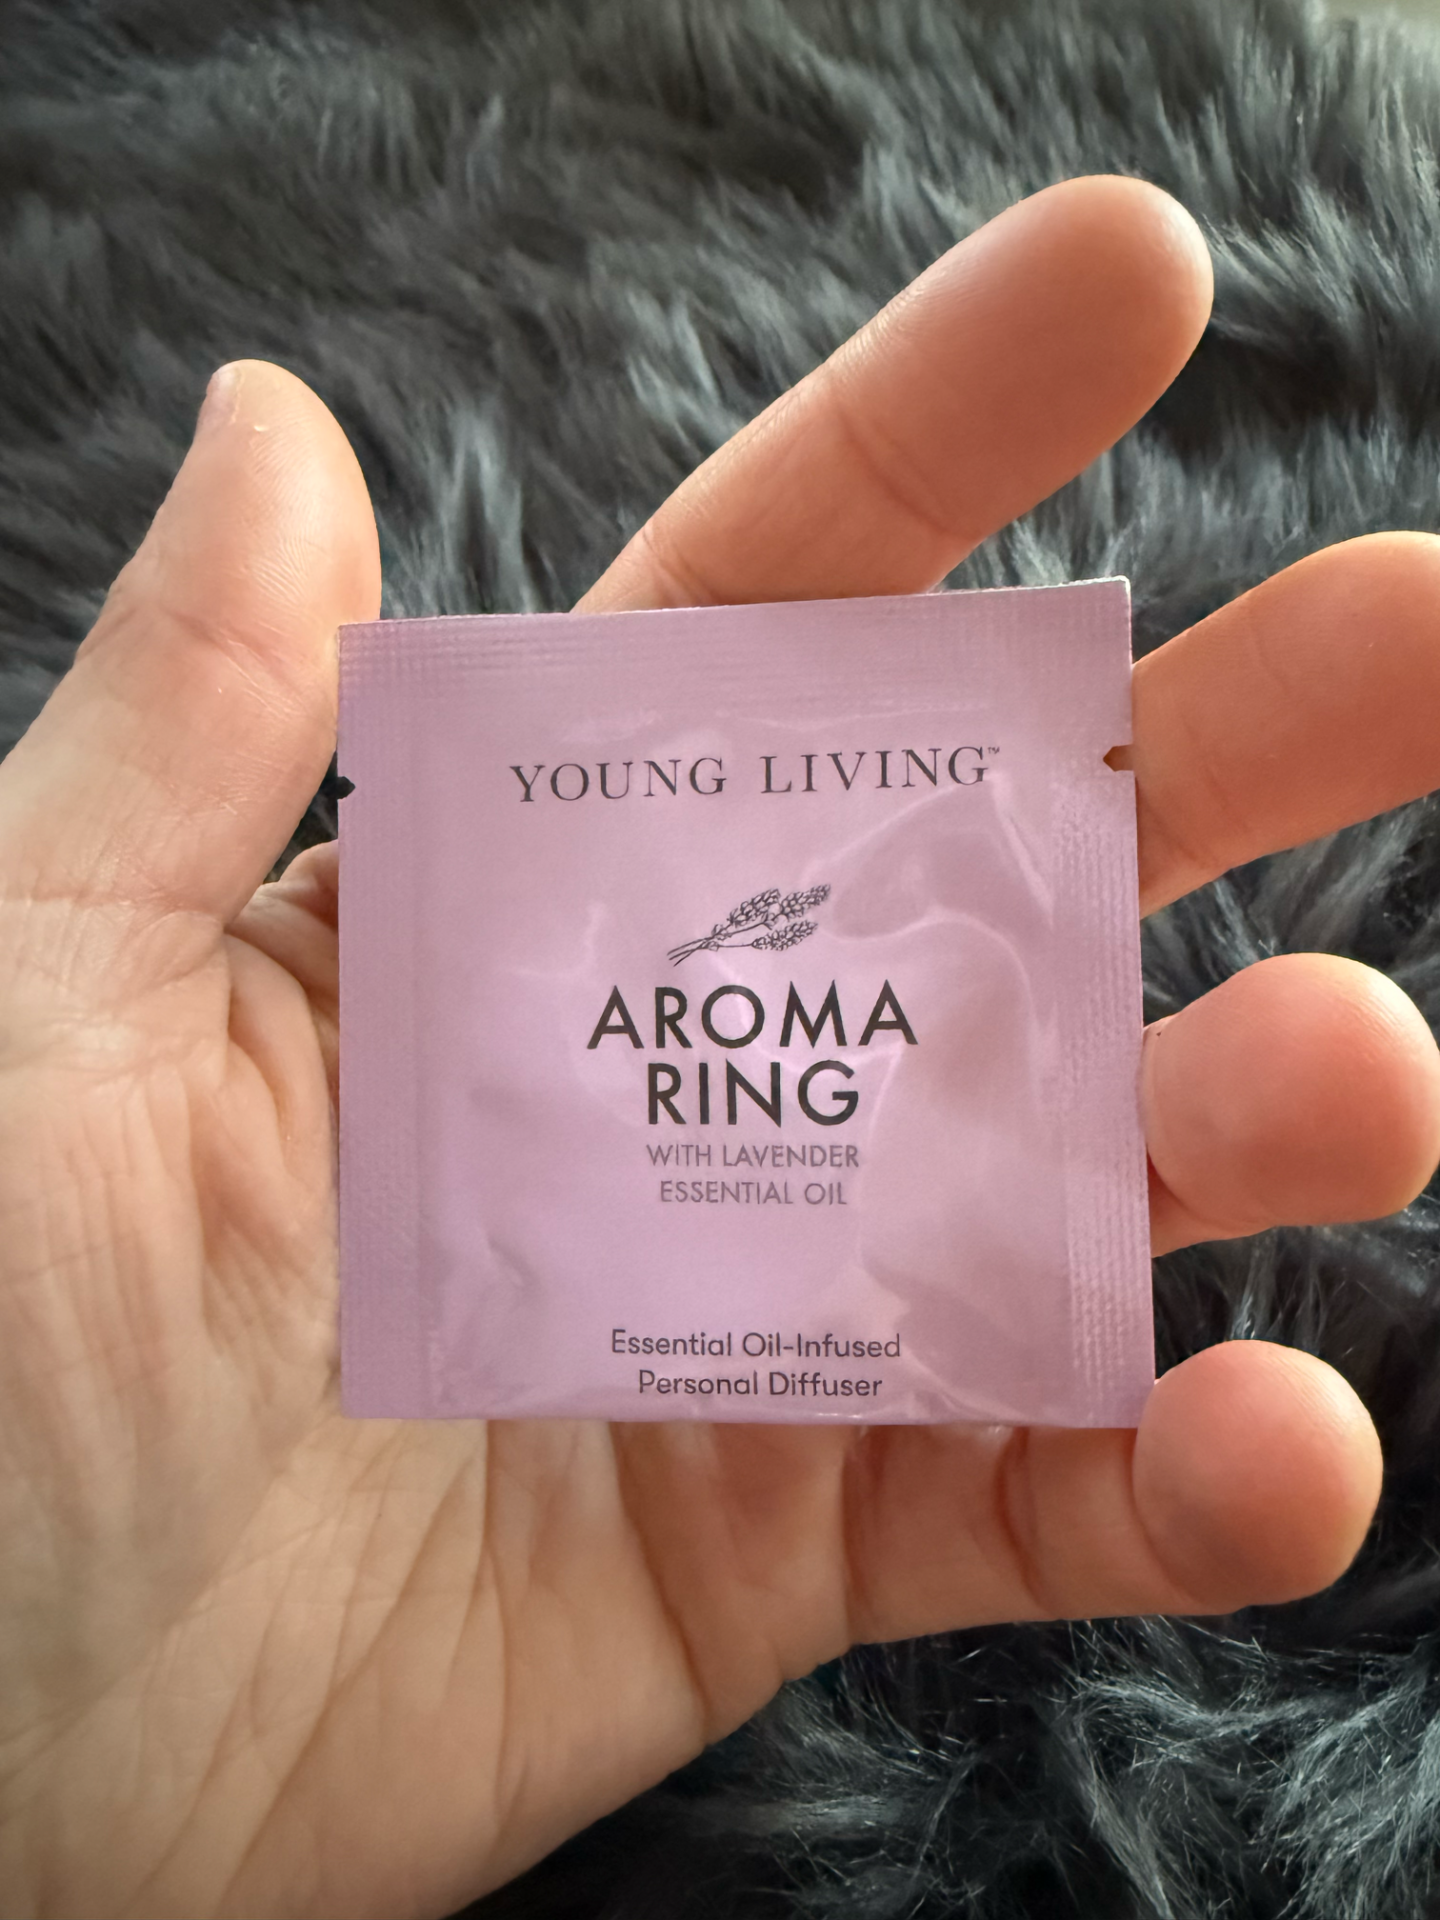 YOUNG LIVING™
AROMA
RING
WITH LAVENDER
ESSENTIAL OIL
Essential Oil-Infused
Personal Diffuser